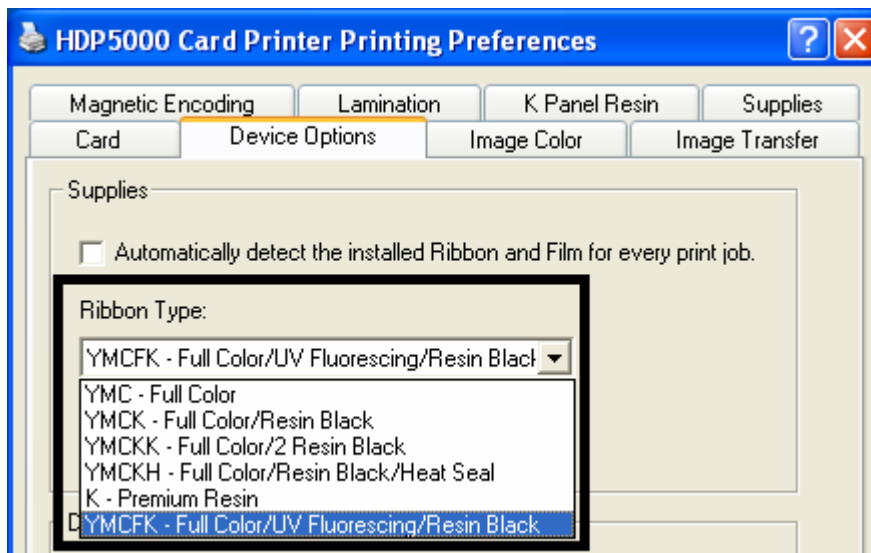 HDP5000 Card Printer Printing Preferences
Magnetic Encoding Lamination K Panel Resin Supplies
Card Device Options Image Color Image Transfer
Supplies
Automatically detect the installed Ribbon and Film for every print job.
Ribbon Type:
YMCFK - Full Color/UV Fluorescing/Resin Black
YMC - Full Color
YMCK - Full Color/Resin Black
YMCKK - Full Color/2 Resin Black
YMCKH - Full Color/Resin Black/Heat Seal
K - Premium Resin
YMCFK - Full Color/UV Fluorescing/Resin Black